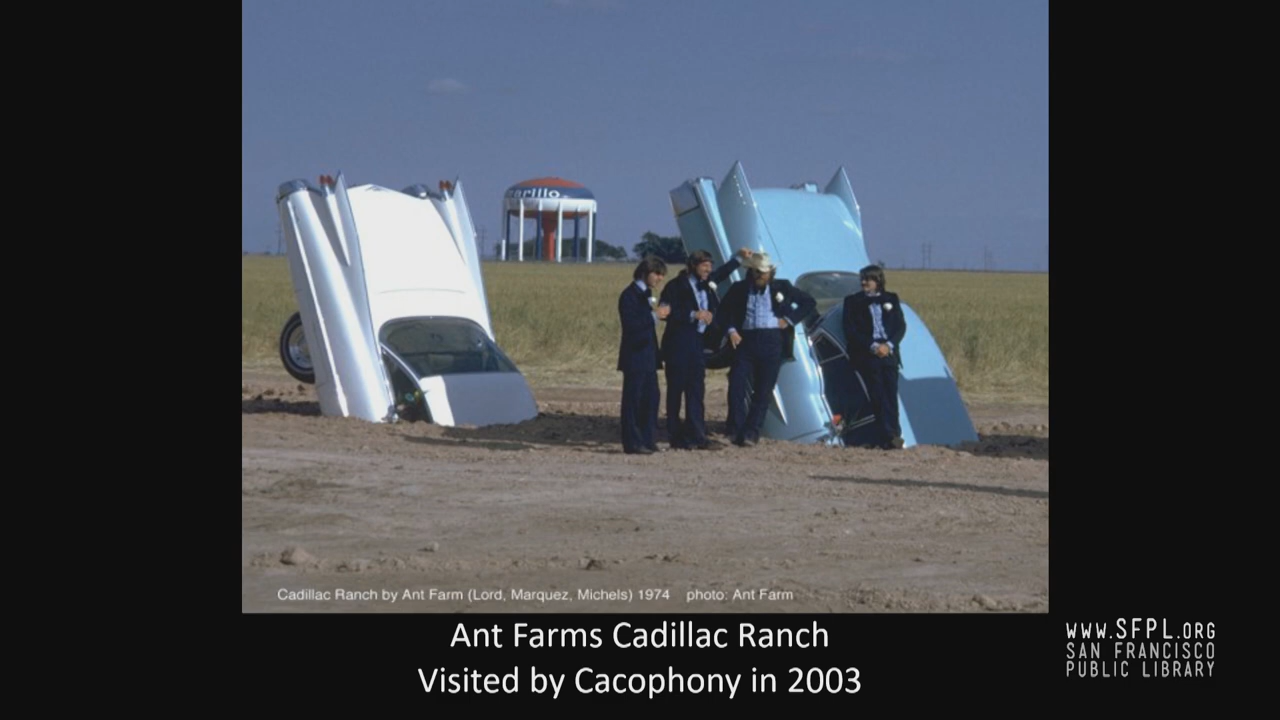 arillo
Cadillac Ranch by Ant Farm (Lord, Marquez, Michels) 1974 photo: Ant Farm
Ant Farms Cadillac Ranch
Visited by Cacophony in 2003
WWW.SFPL.ORG
SAN FRANCISCO
PUBLIC LIBRARY